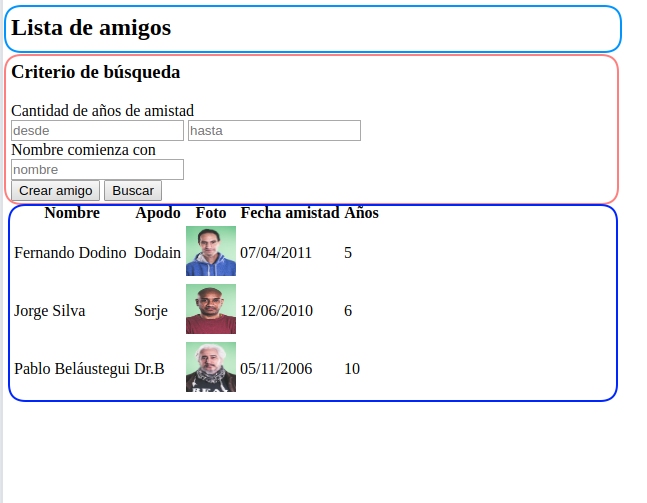 Lista de amigos
Criterio de búsqueda
Cantidad de años de amistad
desde hasta
Nombre comienza con
nombre
Crear amigo Buscar
Nombre Apodo Foto Fecha amistad Años
Fernando Dodino Dodain 07/04/2011 5
Jorge Silva Sorje 12/06/2010 6
Pablo Beláustegui Dr.B 05/11/2006 10